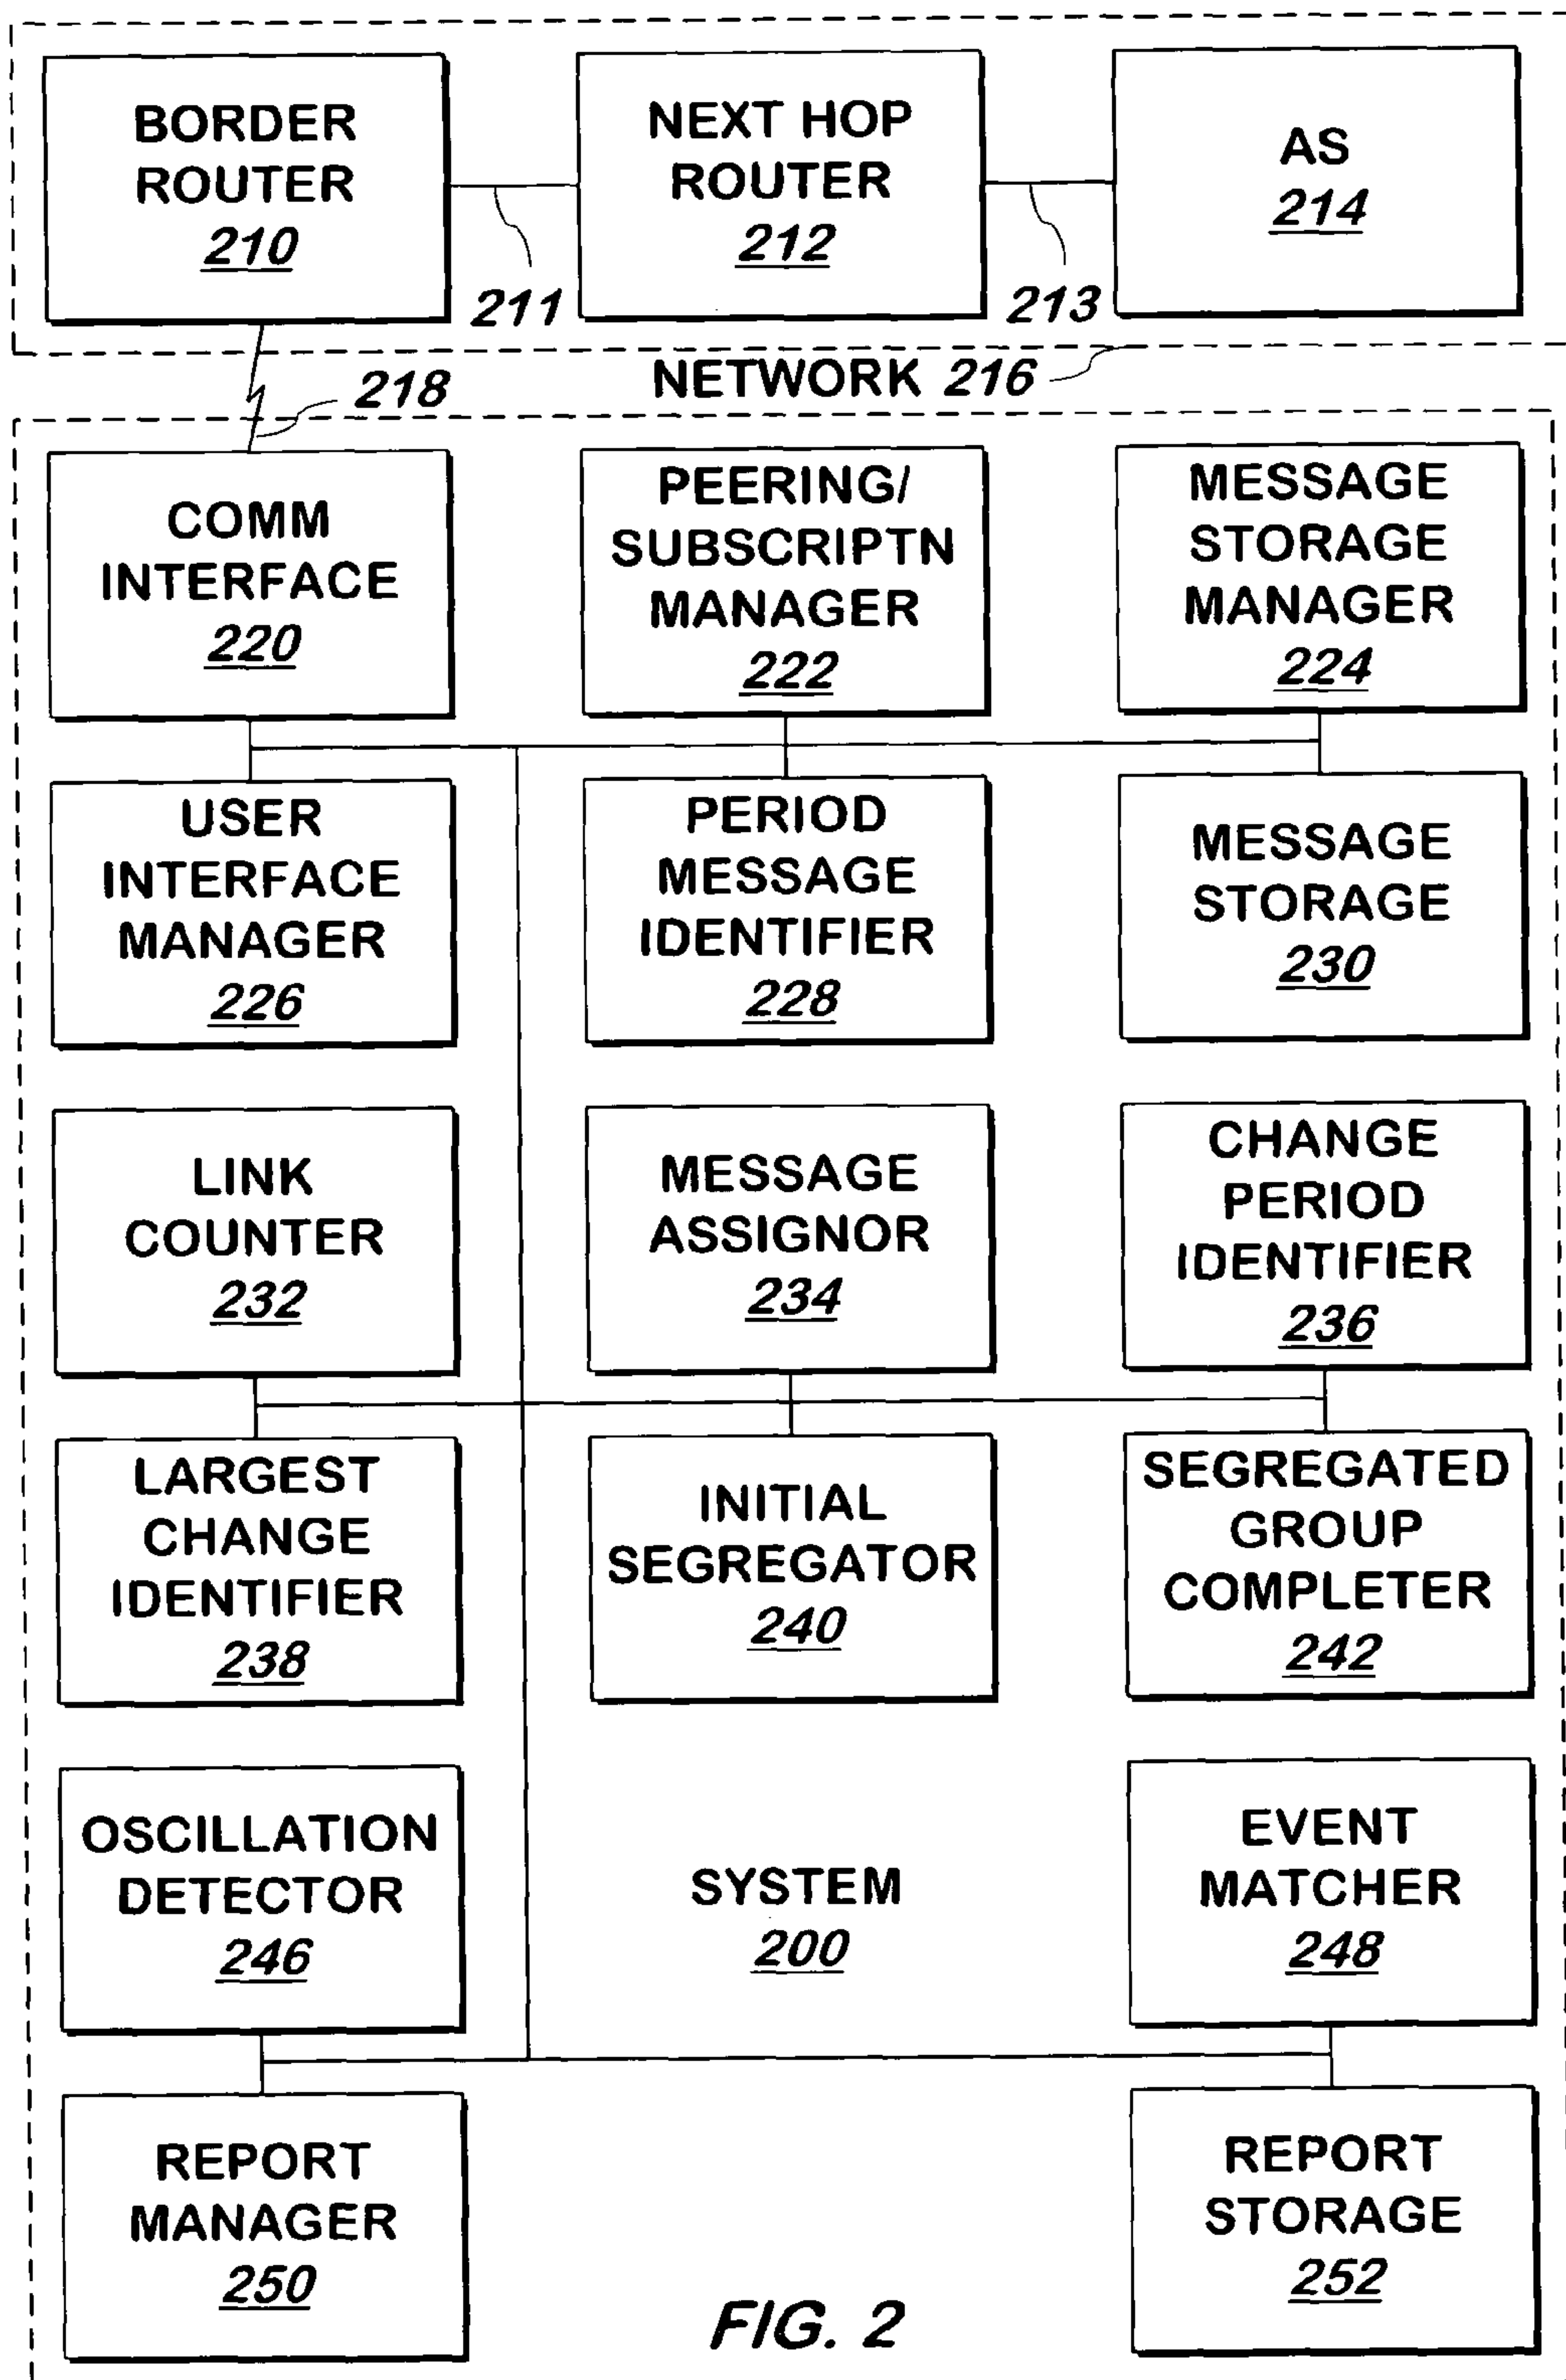 BORDER
ROUTER
210
NEXT HOP
ROUTER
212
AS
214
211
213
NETWORK 216
218
COMM
INTERFACE
220
PEERING/
SUBSCRIPTN
MANAGER
222
MESSAGE
STORAGE
MANAGER
224
USER
INTERFACE
MANAGER
226
PERIOD
MESSAGE
IDENTIFIER
228
MESSAGE
STORAGE
230
LINK
COUNTER
232
MESSAGE
ASSIGNOR
234
CHANGE
PERIOD
IDENTIFIER
236
LARGEST
CHANGE
IDENTIFIER
238
INITIAL
SEGREGATOR
240
SEGREGATED
GROUP
COMPLETER
242
OSCILLATION
DETECTOR
246
SYSTEM
200
EVENT
MATCHER
248
REPORT
MANAGER
250
REPORT
STORAGE
252
FIG. 2